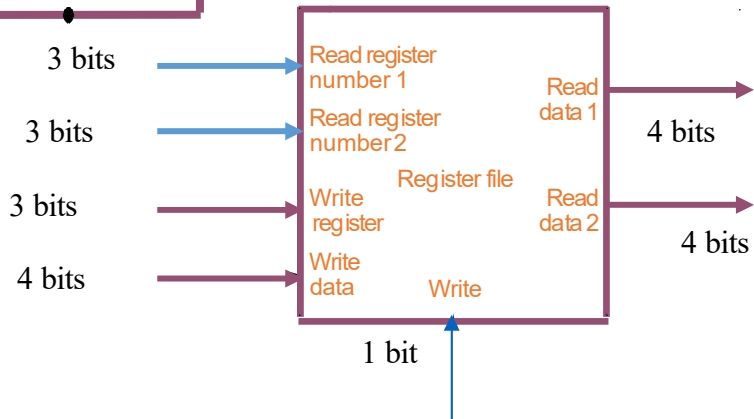 3 bits
Read register
number 1
Read
data 1
3 bits
Read register
number 2
4 bits
Register file
3 bits
Write
register
Read
data 2
4 bits
4 bits
Write
data
Write
1 bit